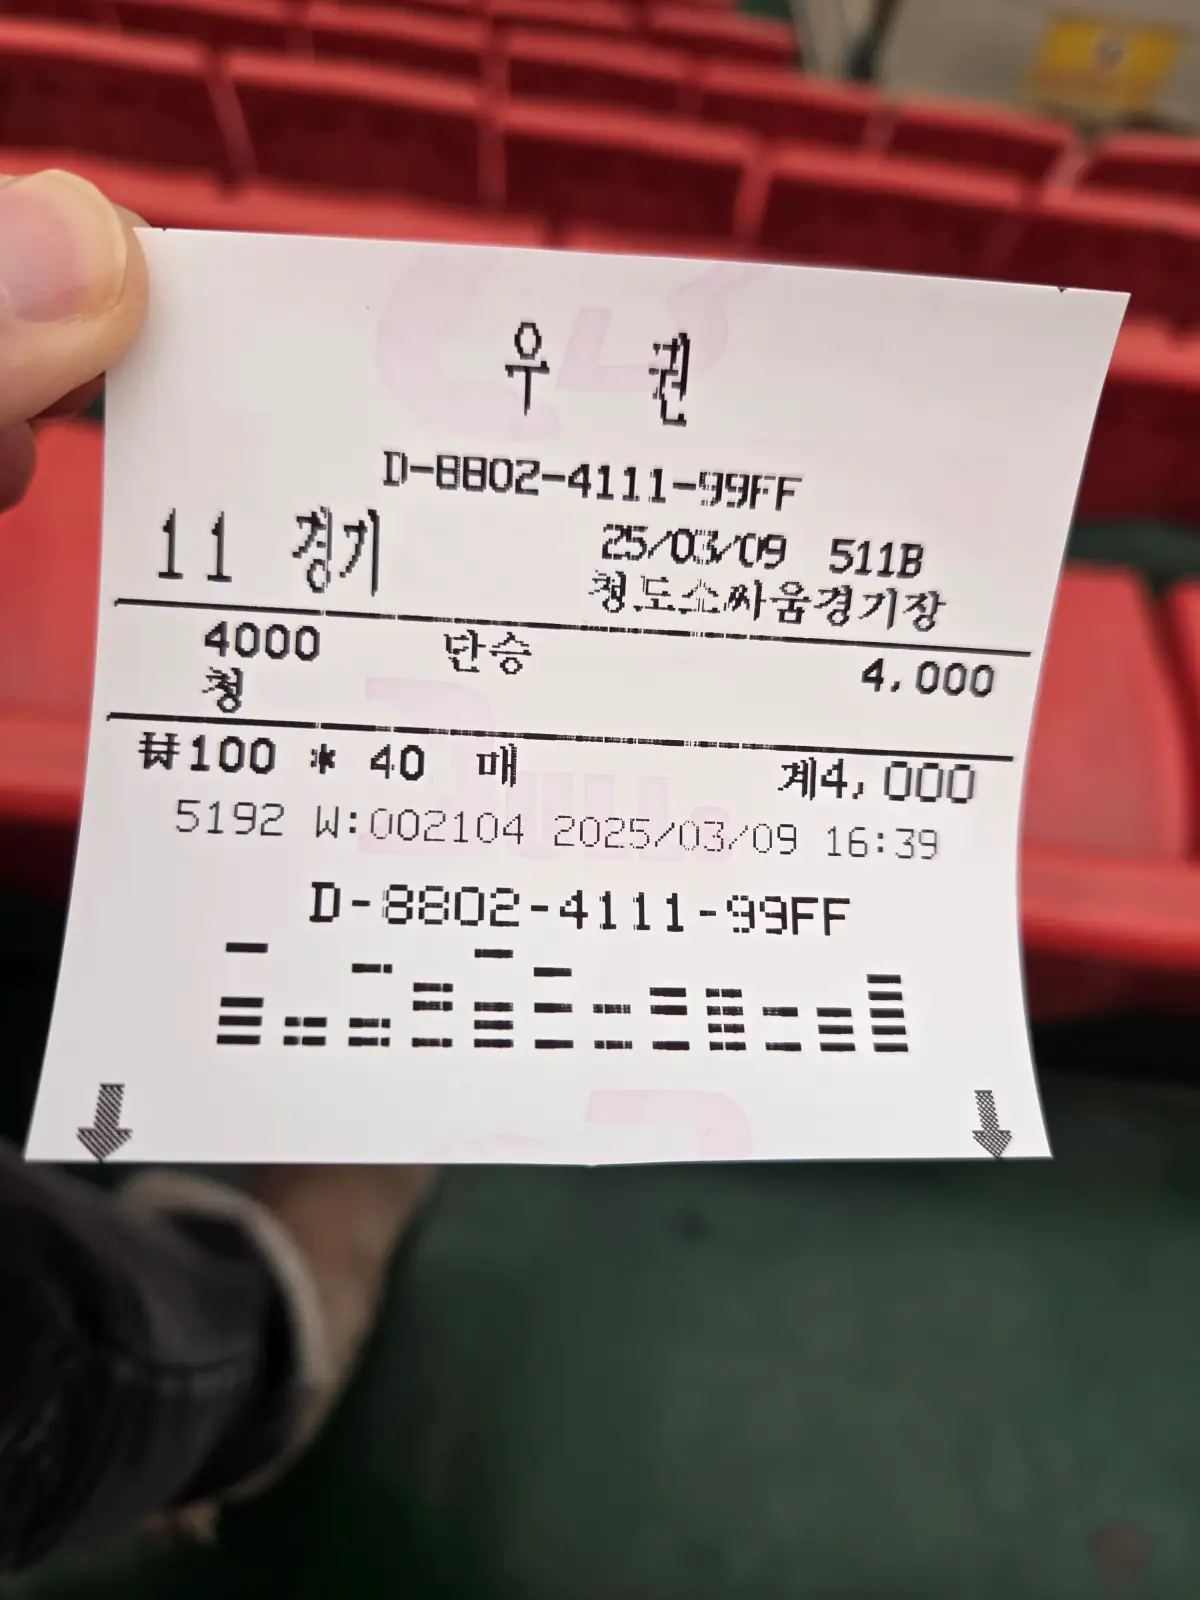 우 권
D-8802-4111-99FF
11 경기 25/03/09 511B
청도소싸움경기장
4000 단승 4,000
청
₩100 * 40 매 계4,000
5192 W:002104 2025/03/09 16:39
D-8802-4111-99FF